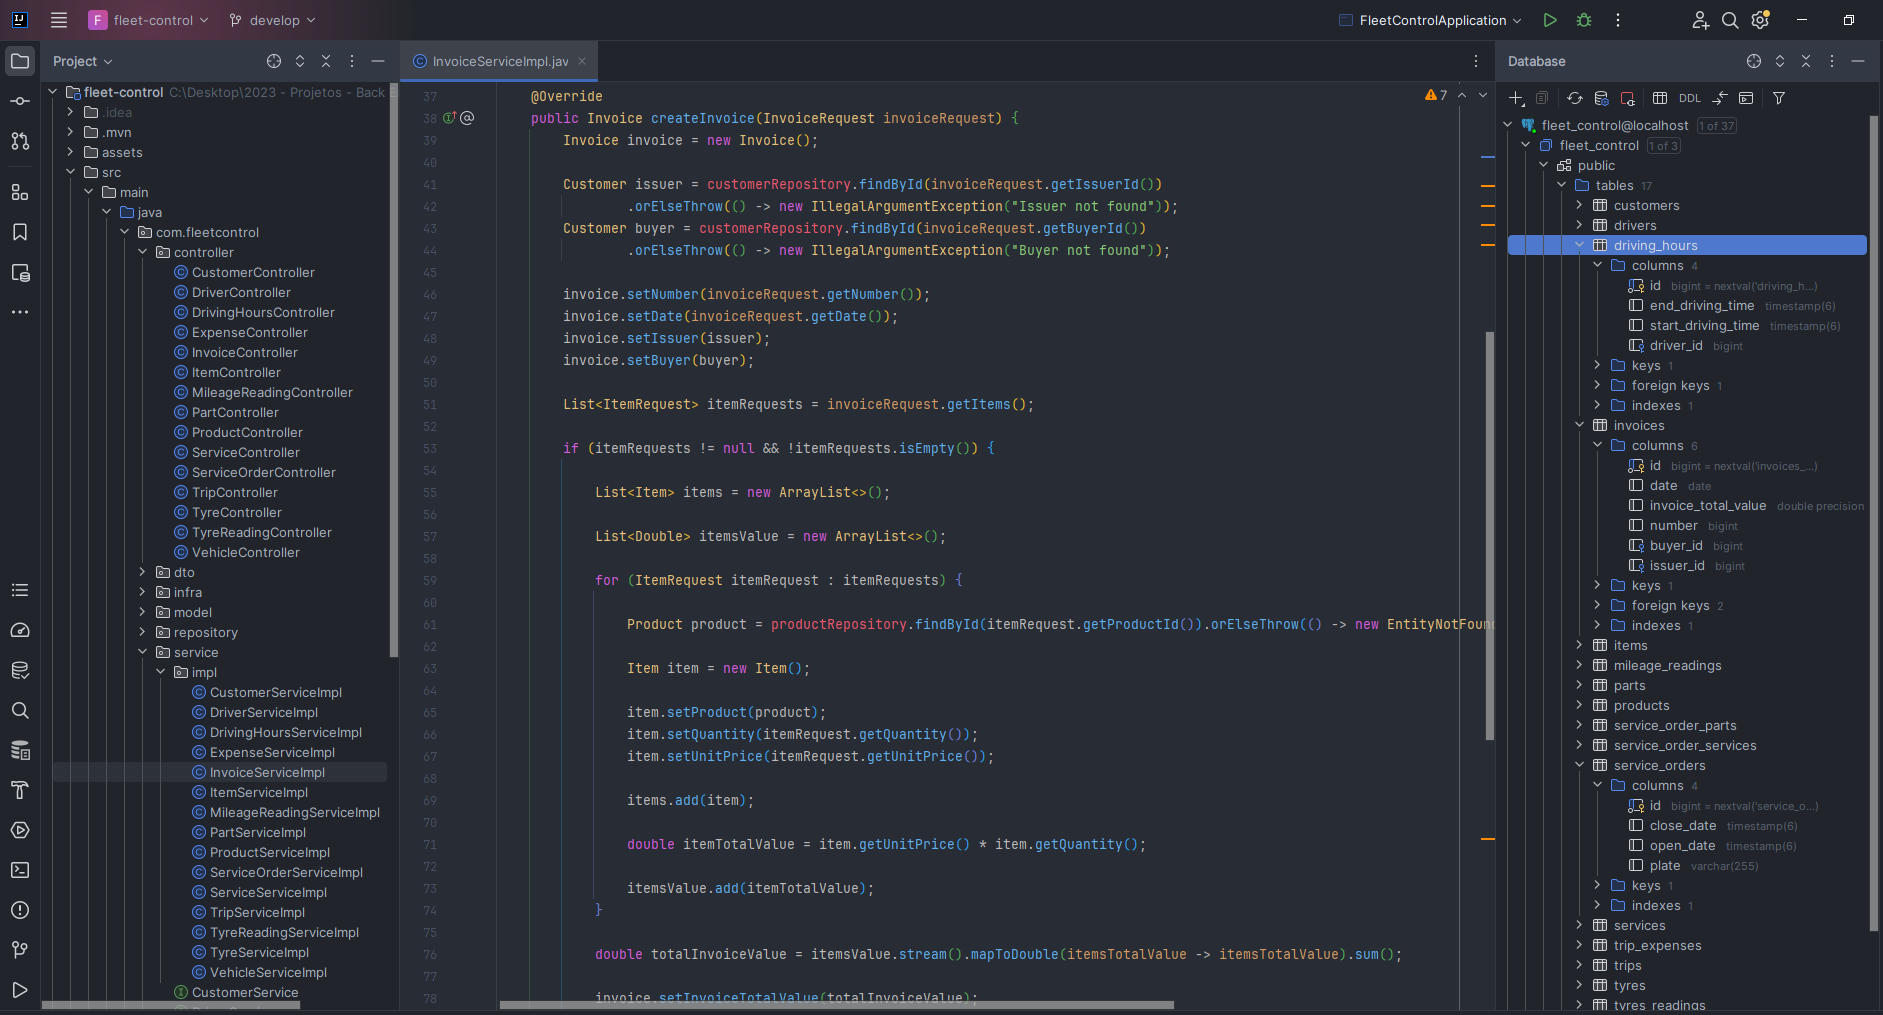 fleet-control
develop
FleetControlApplication
Project
fleet-control C:\Desktop\2023 - Projetos - Back
.idea
.mvn
assets
src
main
java
com.fleetcontrol
controller
CustomerController
DriverController
DrivingHoursController
ExpenseController
InvoiceController
ItemController
MileageReadingController
PartController
ProductController
ServiceController
ServiceOrderController
TripController
TyreController
TyreReadingController
VehicleController
dto
infra
model
repository
service
impl
CustomerServiceImpl
DriverServiceImpl
DrivingHoursServiceImpl
ExpenseServiceImpl
InvoiceServiceImpl
ItemServiceImpl
MileageReadingServiceImpl
PartServiceImpl
ProductServiceImpl
ServiceOrderServiceImpl
ServiceServiceImpl
TripServiceImpl
TyreReadingServiceImpl
TyreServiceImpl
VehicleServiceImpl
CustomerService
InvoiceServiceImpl.jav
7
37 @Override
38 public Invoice createInvoice(InvoiceRequest invoiceRequest) {
39 Invoice invoice = new Invoice();
40
41 Customer issuer = customerRepository.findById(invoiceRequest.getIssuerId())
42 .orElseThrow(() -> new IllegalArgumentException("Issuer not found"));
43 Customer buyer = customerRepository.findById(invoiceRequest.getBuyerId())
44 .orElseThrow(() -> new IllegalArgumentException("Buyer not found"));
45
46 invoice.setNumber(invoiceRequest.getNumber());
47 invoice.setDate(invoiceRequest.getDate());
48 invoice.setIssuer(issuer);
49 invoice.setBuyer(buyer);
50
51 List<ItemRequest> itemRequests = invoiceRequest.getItems();
52
53 if (itemRequests != null && !itemRequests.isEmpty()) {
54
55 List<Item> items = new ArrayList<>();
56
57 List<Double> itemsValue = new ArrayList<>();
58
59 for (ItemRequest itemRequest : itemRequests) {
60
61 Product product = productRepository.findById(itemRequest.getProductId()).orElseThrow(() -> new EntityNotFoun
62
63 Item item = new Item();
64
65 item.setProduct(product);
66 item.setQuantity(itemRequest.getQuantity());
67 item.setUnitPrice(itemRequest.getUnitPrice());
68
69 items.add(item);
70
71 double itemTotalValue = item.getUnitPrice() * item.getQuantity();
72
73 itemsValue.add(itemTotalValue);
74 }
75
76 double totalInvoiceValue = itemsValue.stream().mapToDouble(itemsTotalValue -> itemsTotalValue).sum();
77
78 invoice.setInvoiceTotalValue(totalInvoiceValue);
Database
DDL
fleet_control@localhost 1 of 37
fleet_control 1 of 3
public
tables 17
customers
drivers
driving_hours
columns 4
id bigint = nextval('driving_h...)
end_driving_time timestamp(6)
start_driving_time timestamp(6)
driver_id bigint
keys 1
foreign keys 1
indexes 1
invoices
columns 6
id bigint = nextval('invoices_...)
date date
invoice_total_value double precision
number bigint
buyer_id bigint
issuer_id bigint
keys 1
foreign keys 2
indexes 1
items
mileage_readings
parts
products
service_order_parts
service_order_services
service_orders
columns 4
id bigint = nextval('service_o...)
close_date timestamp(6)
open_date timestamp(6)
plate varchar(255)
keys 1
indexes 1
services
trip_expenses
trips
tyres
tyres_readings